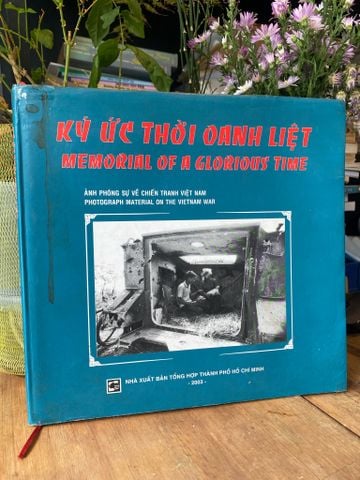 KÝ ỨC THỜI OANH LIỆT
MEMORIAL OF A GLORIOUS TIME
ẢNH PHÓNG SỰ VỀ CHIẾN TRANH VIỆT NAM
PHOTOGRAPH MATERIAL ON THE VIETNAM WAR
NHÀ XUẤT BẢN TỔNG HỢP THÀNH PHỐ HỒ CHÍ MINH
- 2003 -